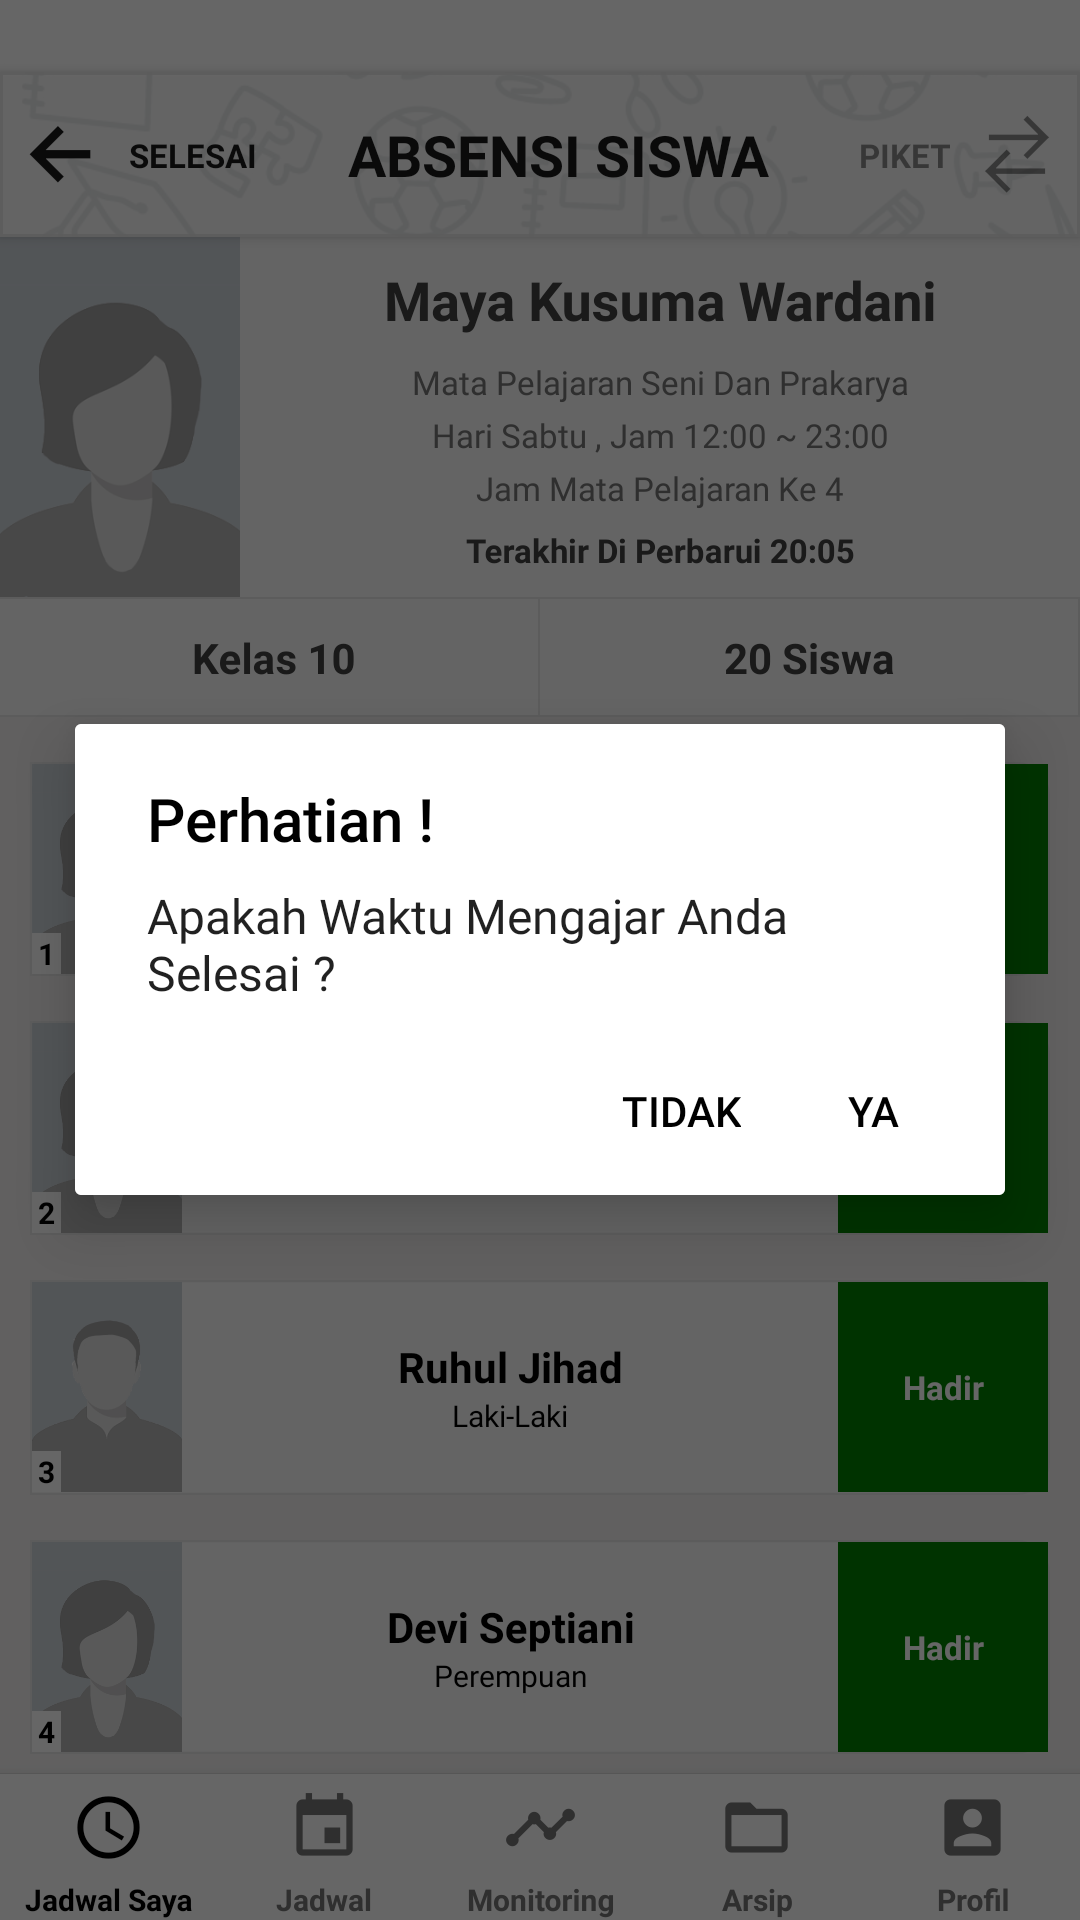 SELESAI
ABSENSI SISWA
PIKET
Maya Kusuma Wardani
Mata Pelajaran Seni Dan Prakarya
Hari Sabtu , Jam 12:00 ~ 23:00
Jam Mata Pelajaran Ke 4
Terakhir Di Perbarui 20:05
Kelas 10
20 Siswa
Perhatian !
Apakah Waktu Mengajar Anda
Selesai ?
TIDAK
YA
1
2
Ruhul Jihad
Laki-Laki
Hadir
3
Devi Septiani
Perempuan
Hadir
4
Jadwal Saya
Jadwal
Monitoring
Arsip
Profil